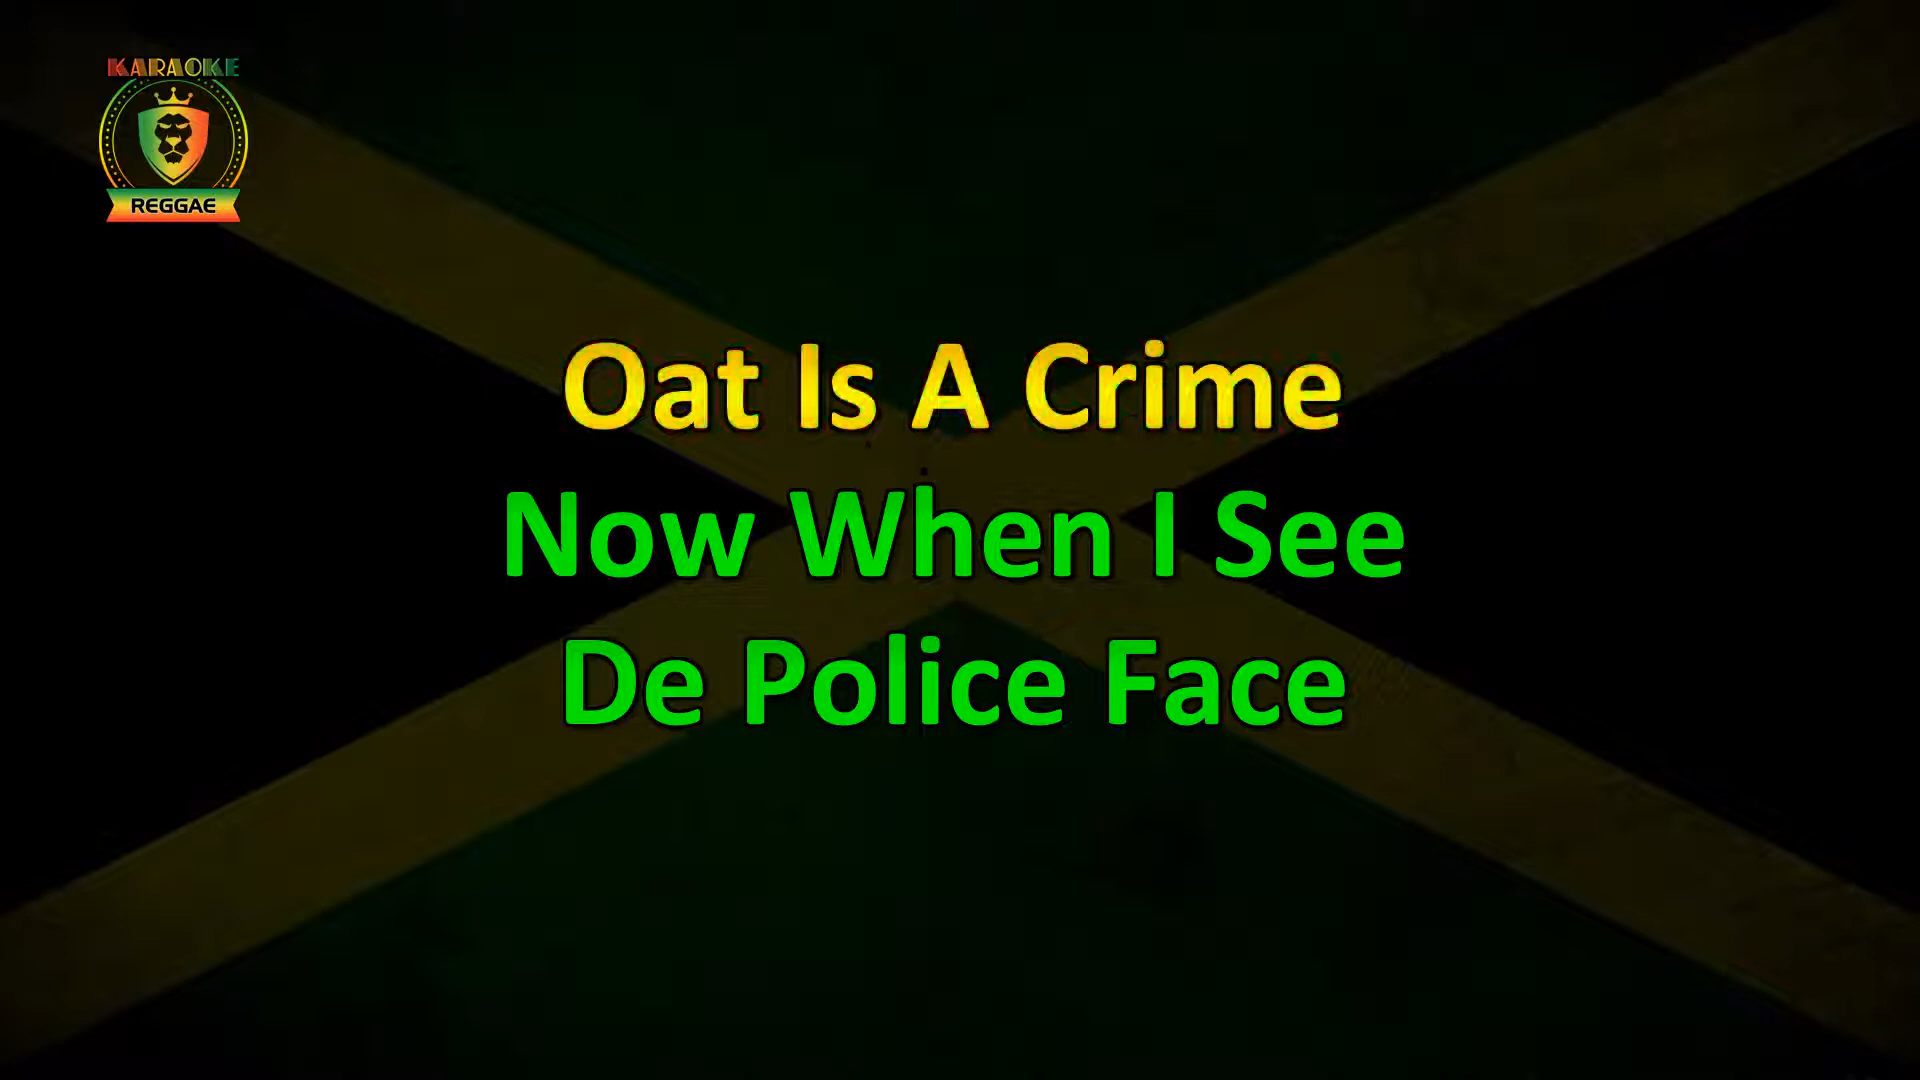 KARAOKE
REGGAE
Oat Is A Crime
Now When I See
De Police Face